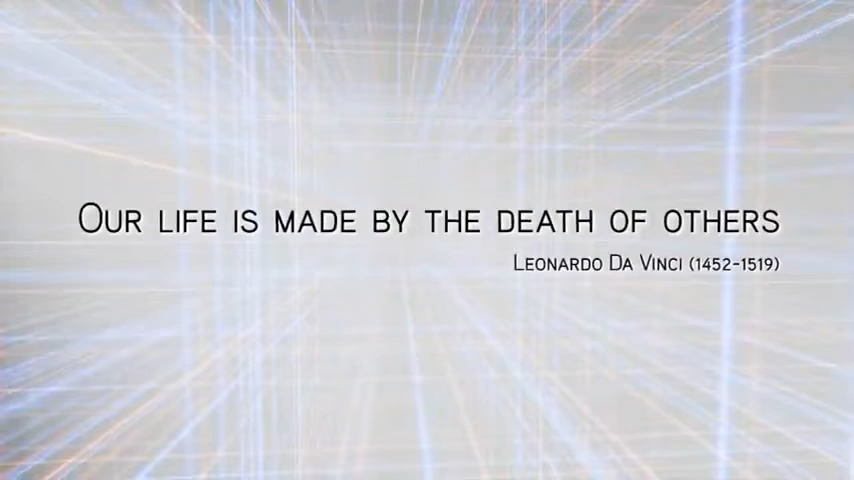 Our life is made by the death of others
Leonardo Da Vinci (1452-1519)